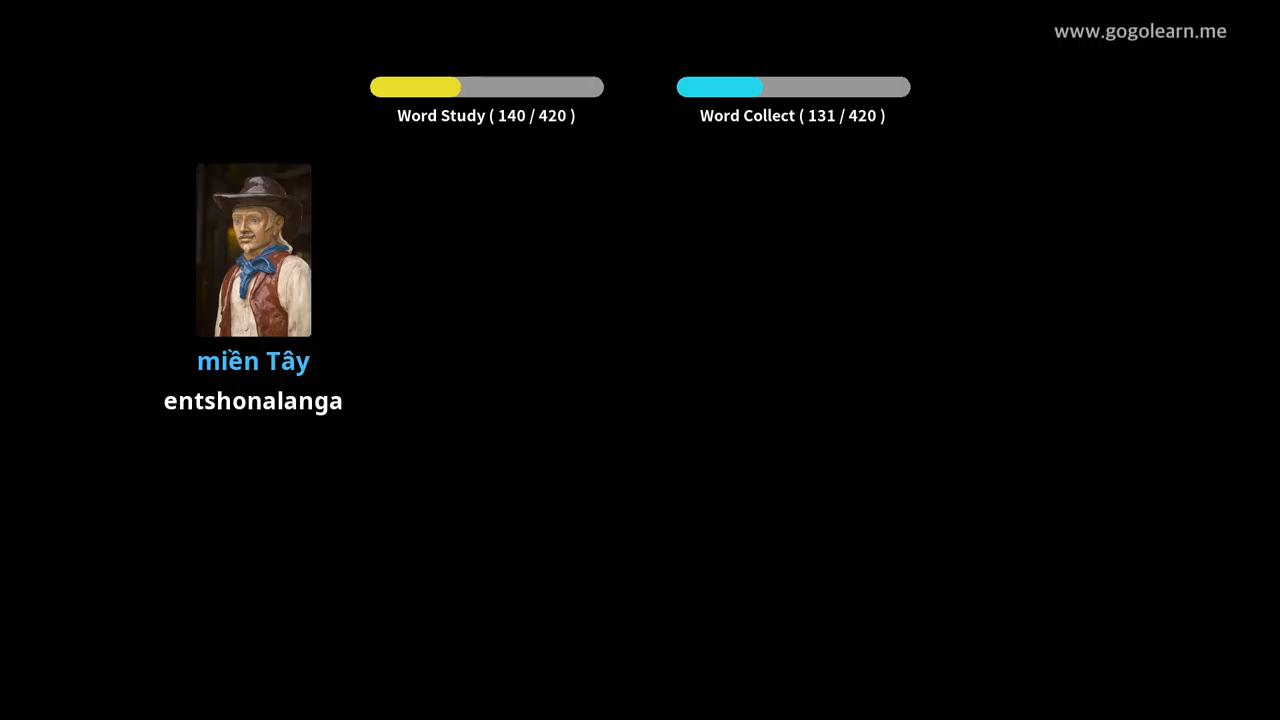 www.gogolearn.me
Word Study ( 140 / 420 )
Word Collect ( 131 / 420 )
miền Tây
entshonalanga